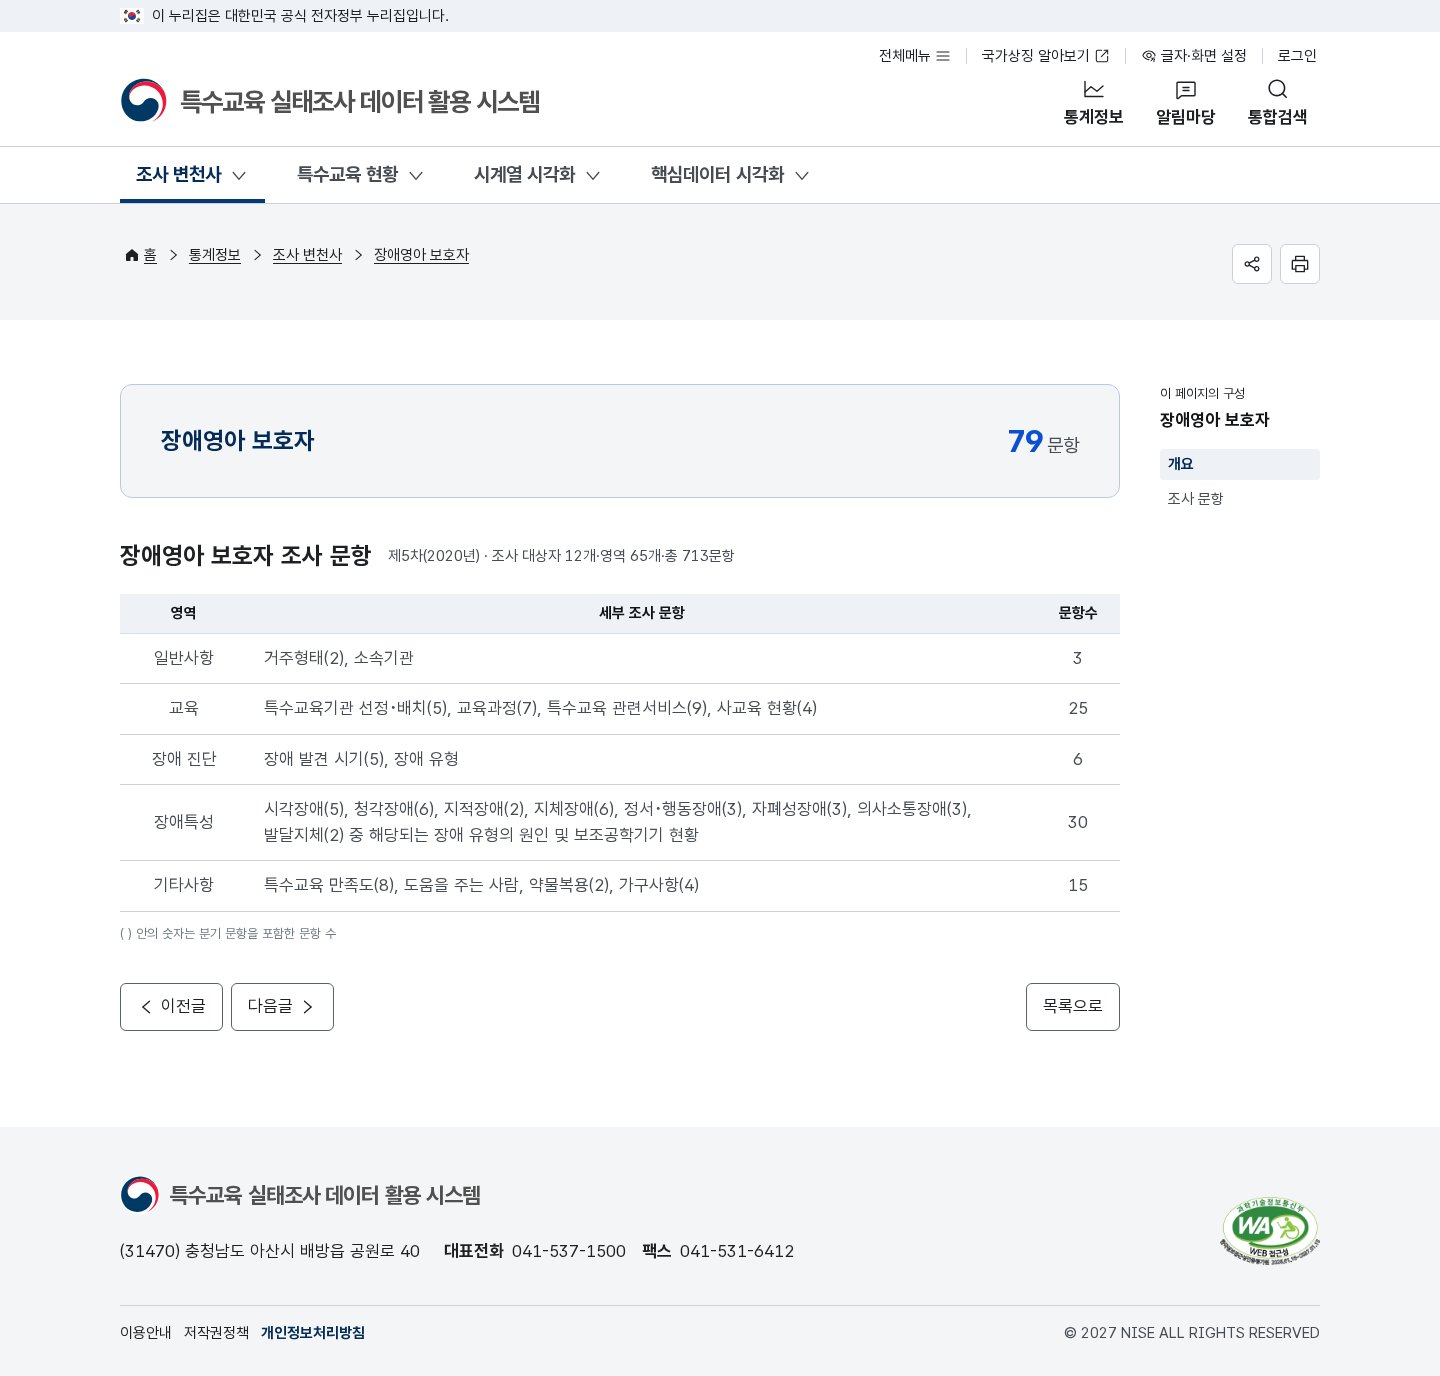 이 누리집은 대한민국 공식 전자정부 누리집입니다.
전체메뉴
국가상징 알아보기
글자·화면 설정
로그인
특수교육 실태조사 데이터 활용 시스템
통계정보
알림마당
통합검색
조사 변천사
특수교육 현황
시계열 시각화
핵심데이터 시각화
홈
통계정보
조사 변천사
장애영아 보호자
장애영아 보호자
79 문항
이 페이지의 구성
장애영아 보호자
개요
조사 문항
장애영아 보호자 조사 문항
제5차(2020년) · 조사 대상자 12개·영역 65개·총 713문항
영역 세부 조사 문항 문항수
일반사항 거주형태(2), 소속기관 3
교육 특수교육기관 선정･배치(5), 교육과정(7), 특수교육 관련서비스(9), 사교육 현황(4) 25
장애 진단 장애 발견 시기(5), 장애 유형 6
장애특성 시각장애(5), 청각장애(6), 지적장애(2), 지체장애(6), 정서･행동장애(3), 자폐성장애(3), 의사소통장애(3),
발달지체(2) 중 해당되는 장애 유형의 원인 및 보조공학기기 현황 30
기타사항 특수교육 만족도(8), 도움을 주는 사람, 약물복용(2), 가구사항(4) 15
( ) 안의 숫자는 분기 문항을 포함한 문항 수
이전글
다음글
목록으로
특수교육 실태조사 데이터 활용 시스템
(31470) 충청남도 아산시 배방읍 공원로 40 대표전화 041-537-1500 팩스 041-531-6412
과학기술정보통신부
WA
WEB 접근성
이용안내 저작권정책 개인정보처리방침
© 2027 NISE ALL RIGHTS RESERVED